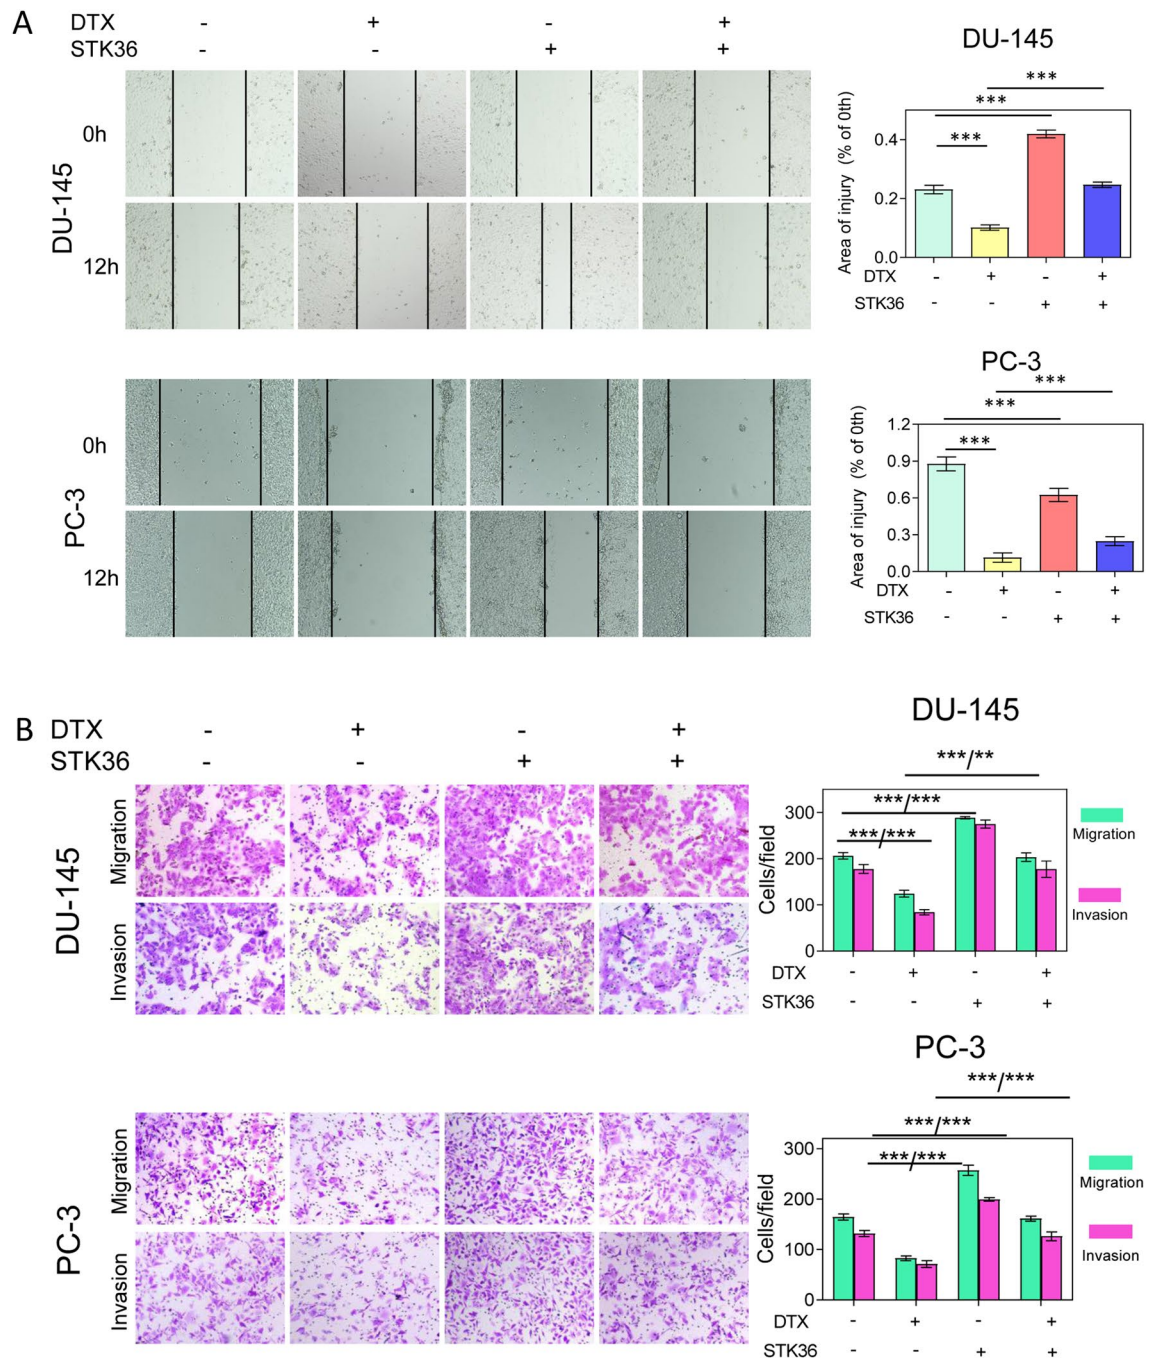 A
DTX - + - +
STK36 - - + +
DU-145
0h
12h
DU-145
***
***
***
Area of injury (% of 0th)
0.4
0.2
0.0
DTX - + - +
STK36 - - + +
PC-3
0h
12h
PC-3
***
***
***
Area of injury (% of 0th)
1.2
0.9
0.6
0.3
0.0
DTX - + - +
STK36 - - + +
B
DTX - + - +
STK36 - - + +
DU-145
Migration
Invasion
DU-145
***/**
***/***
***/***
Cells/field
300
200
100
0
Migration
Invasion
DTX - + - +
STK36 - - + +
PC-3
Migration
Invasion
PC-3
***/***
***/***
***/***
Cells/field
300
200
100
0
Migration
Invasion
DTX - + - +
STK36 - - + +